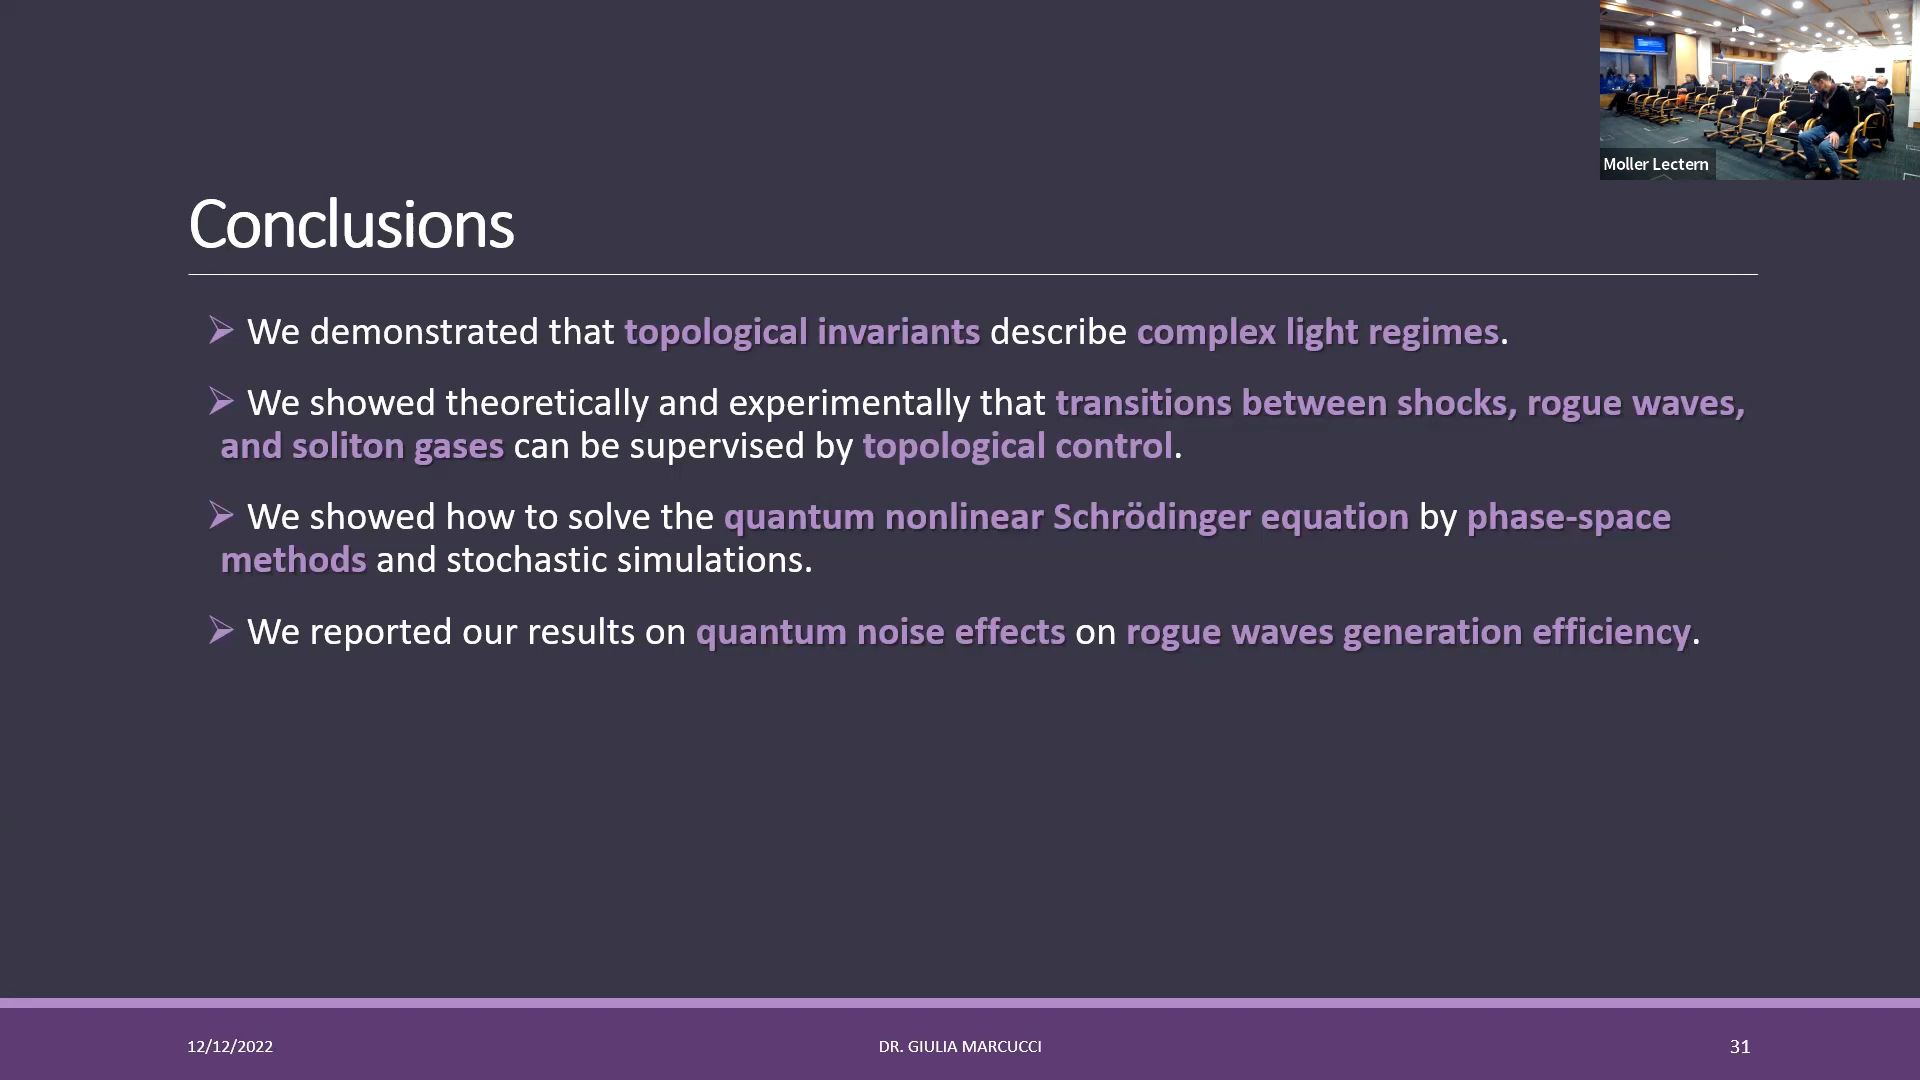 Moller Lectern
Conclusions
We demonstrated that topological invariants describe complex light regimes.
We showed theoretically and experimentally that transitions between shocks, rogue waves,
and soliton gases can be supervised by topological control.
We showed how to solve the quantum nonlinear Schrödinger equation by phase-space
methods and stochastic simulations.
We reported our results on quantum noise effects on rogue waves generation efficiency.
12/12/2022
DR. GIULIA MARCUCCI
31